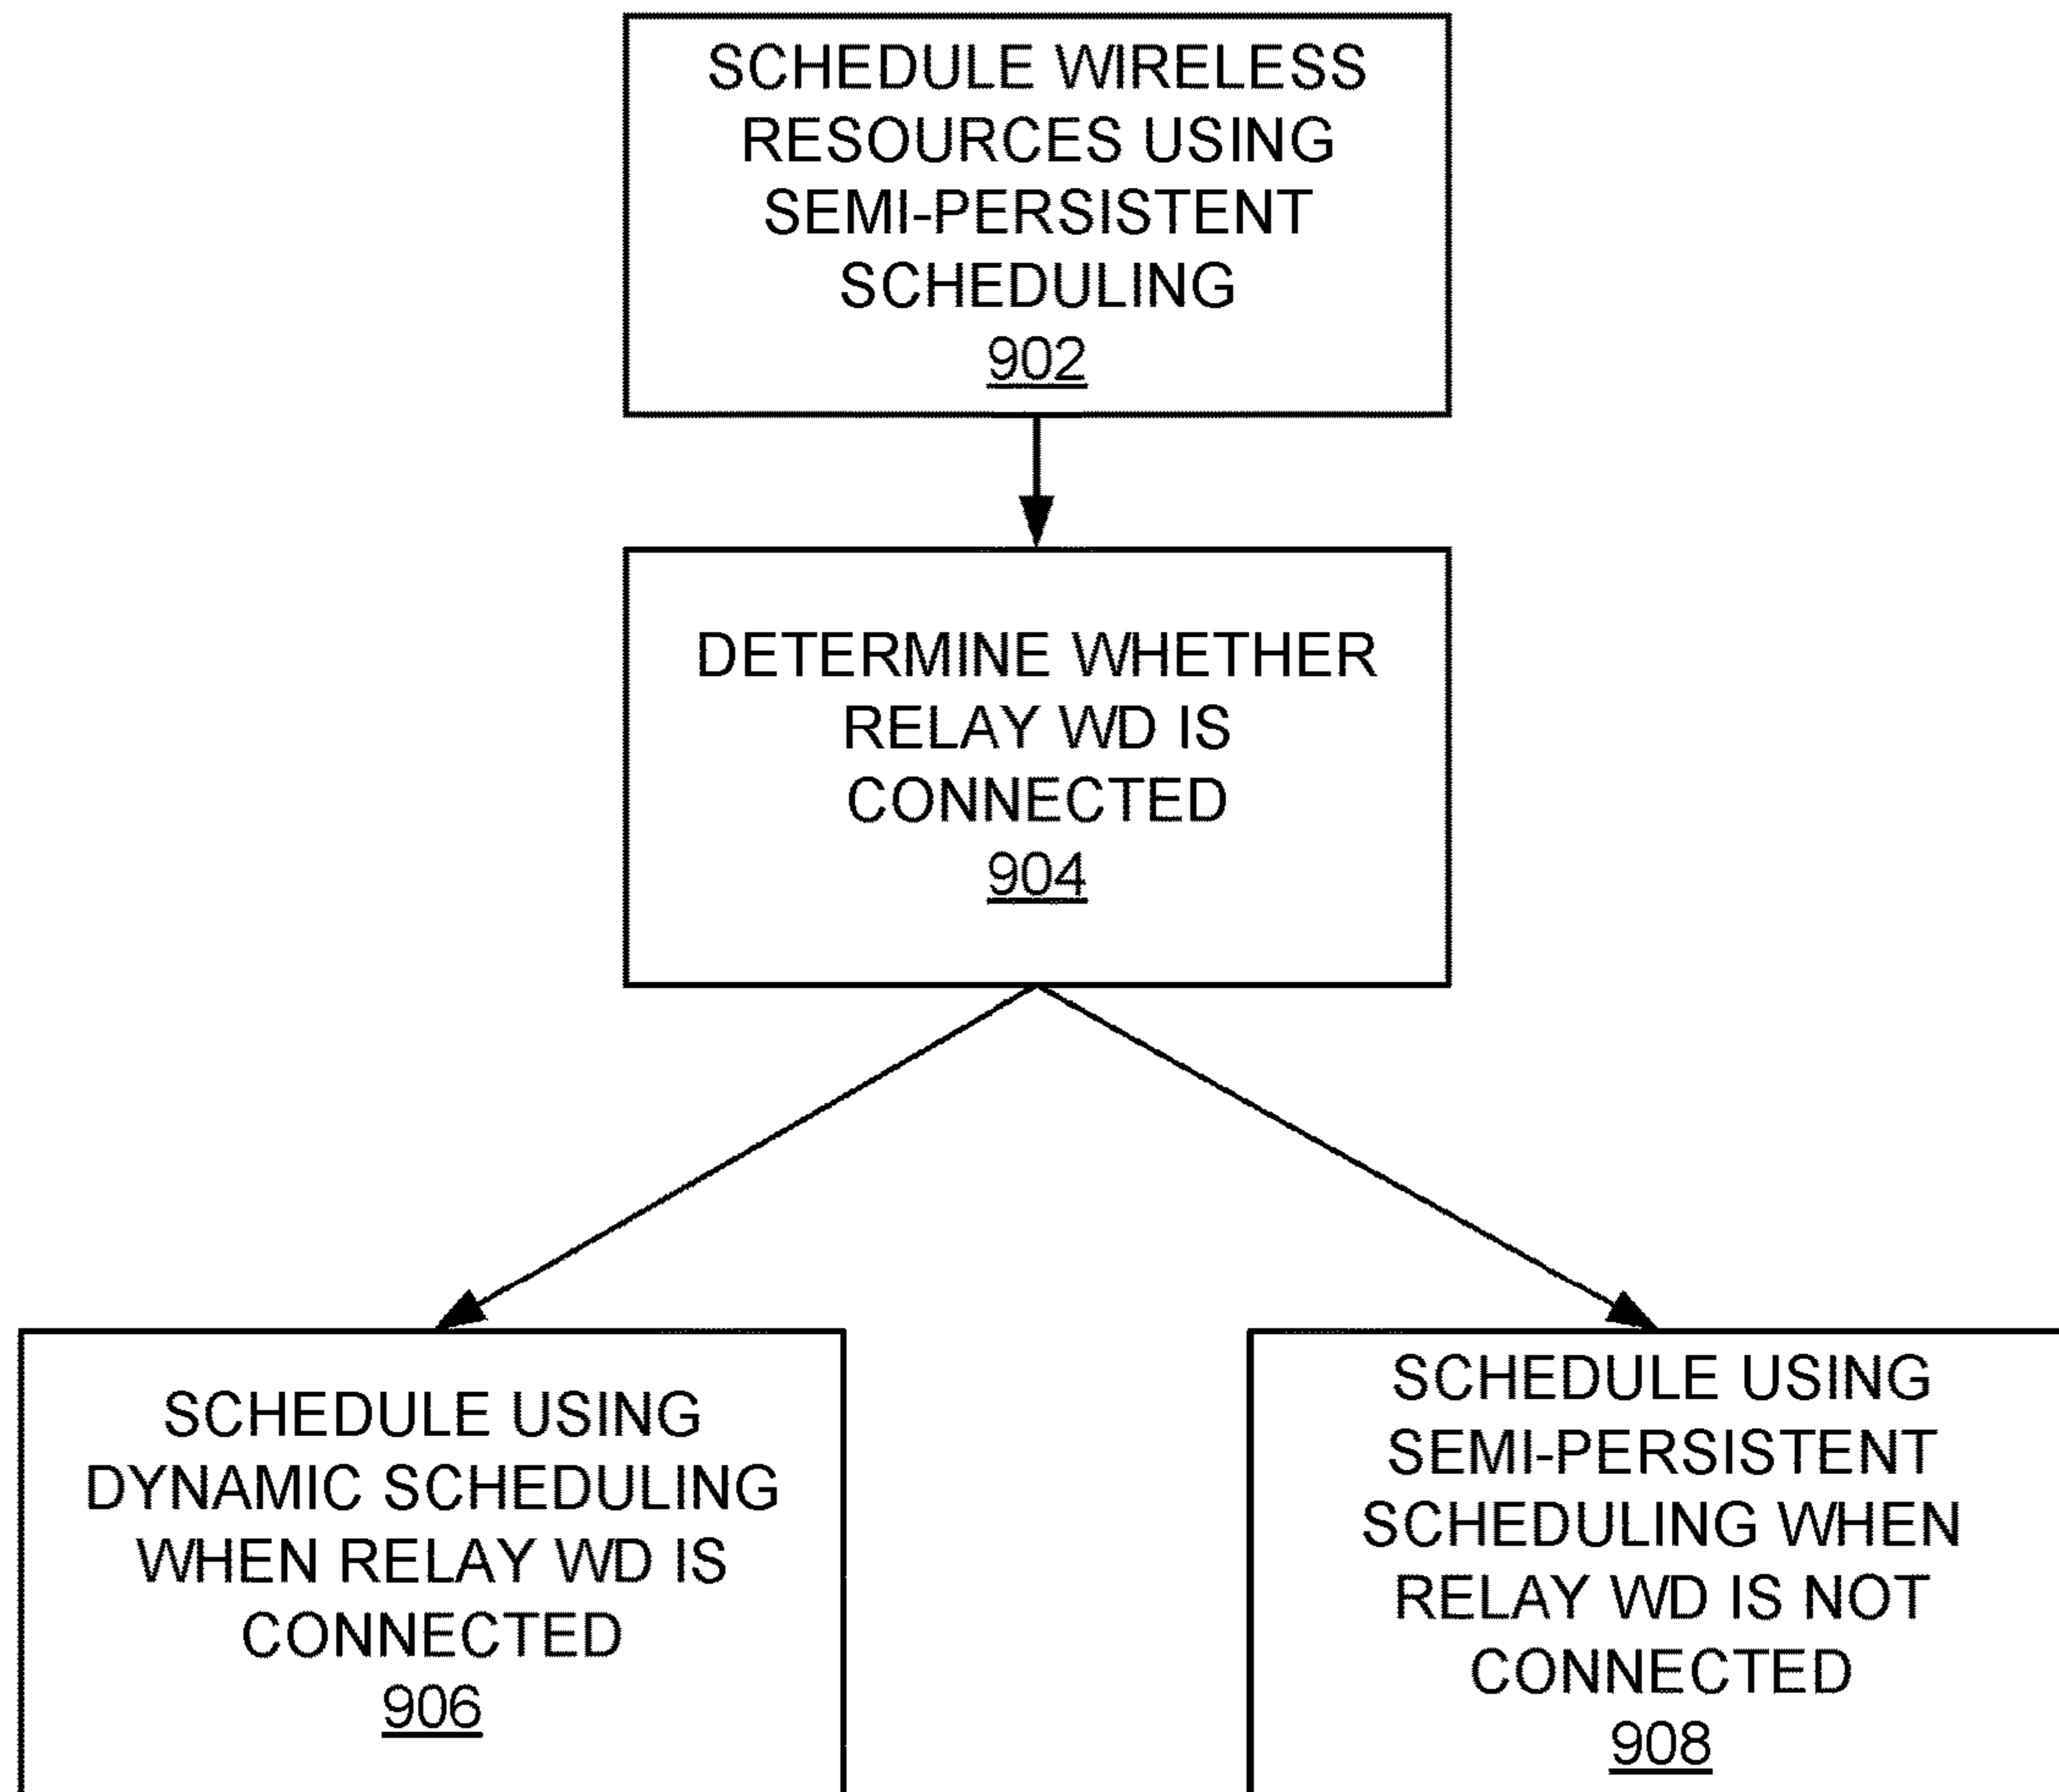 SCHEDULE WIRELESS
RESOURCES USING
SEMI-PERSISTENT
SCHEDULING
902
DETERMINE WHETHER
RELAY WD IS
CONNECTED
904
SCHEDULE USING
DYNAMIC SCHEDULING
WHEN RELAY WD IS
CONNECTED
906
SCHEDULE USING
SEMI-PERSISTENT
SCHEDULING WHEN
RELAY WD IS NOT
CONNECTED
908